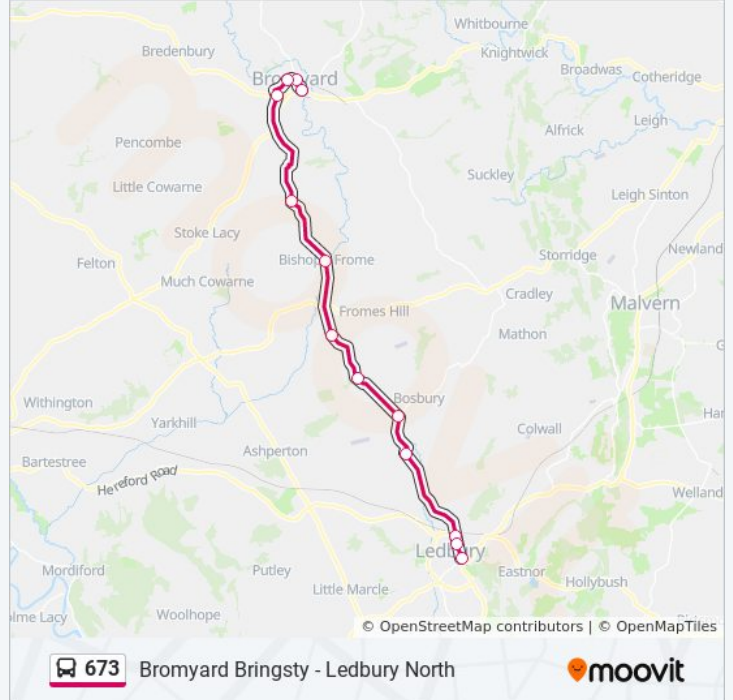 Whitbourne
Bredenbury
Knightwick
Bromyard
Broadwas
Cotheridge
Leigh
Alfrick
Pencombe
Suckley
Little Cowarne
Leigh Sinton
Stoke Lacy
Newland
Storridge
Bishops Frome
Felton
Much Cowarne
Cradley
Malvern
Fromes Hill
Mathon
Bosbury
Withington
Yarkhill
Colwall
Ashperton
Bartestree
Hereford Road
Welland
Ledbury
Mordiford
Putley
Eastnor
Hollybush
Little Marcle
Woolhope
olme Lacy
© OpenStreetMap contributors | © OpenMapTiles
673 Bromyard Bringsty - Ledbury North
moovit